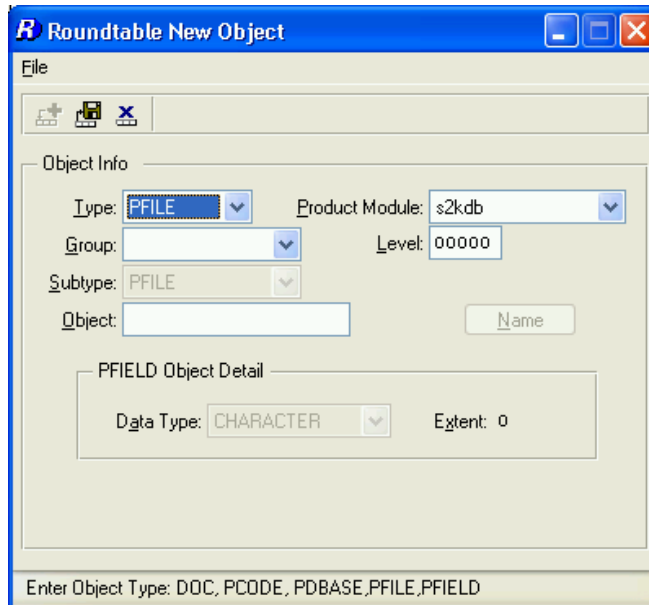 Roundtable New Object
File
Object Info
Type: PFILE Product Module: s2kdb
Group: Level: 00000
Subtype: PFILE
Object: Name
PFIELD Object Detail
Data Type: CHARACTER Extent: 0
Enter Object Type: DOC, PCODE, PDBASE,PFILE,PFIELD